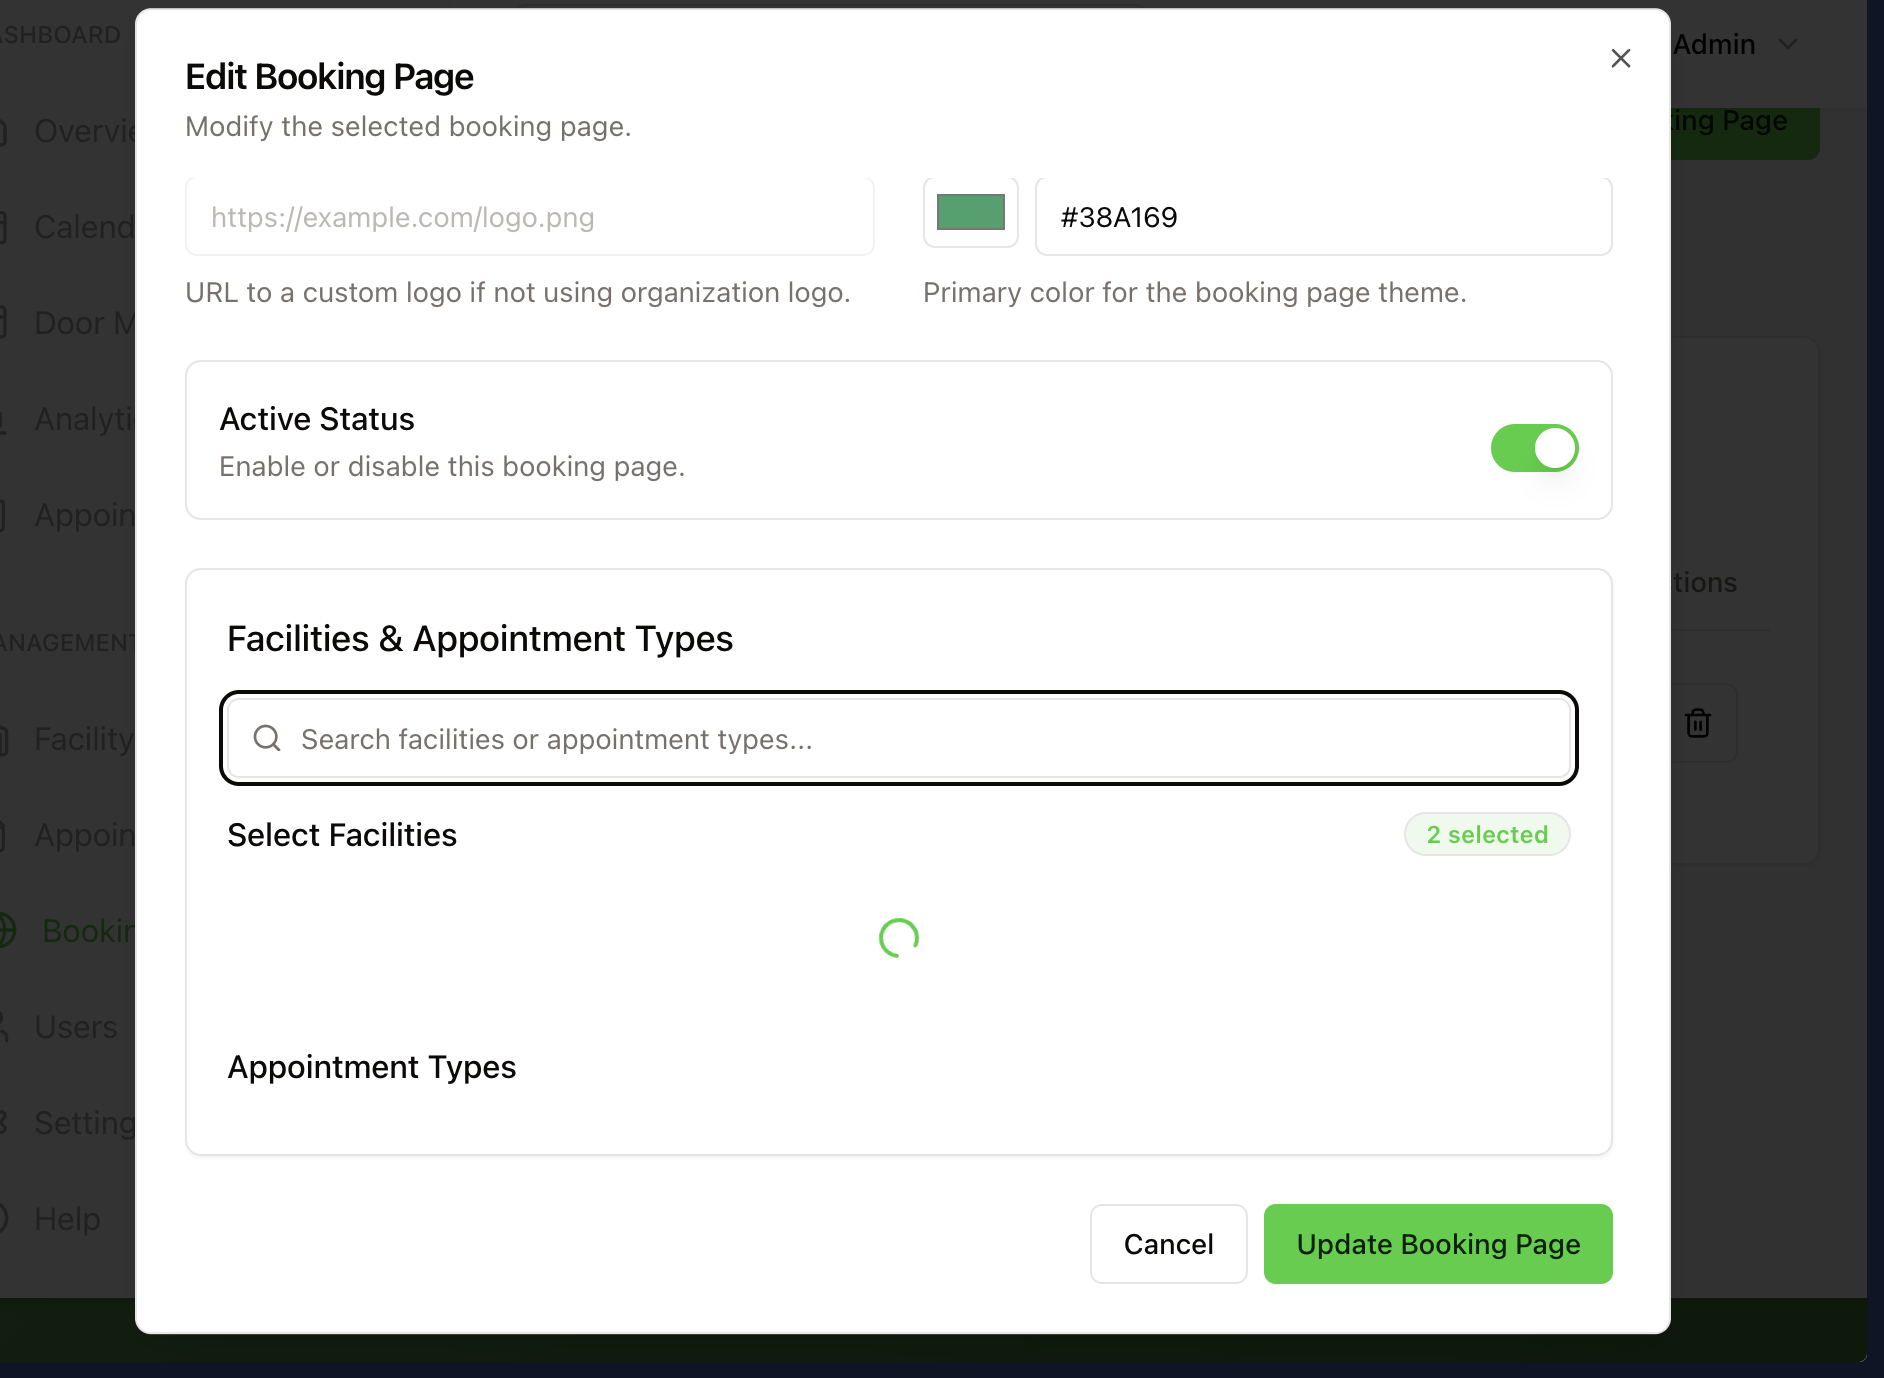 ASHBOARD
Admin
Edit Booking Page
Modify the selected booking page.
king Page
Overvie
https://example.com/logo.png
#38A169
Calend
URL to a custom logo if not using organization logo.
Primary color for the booking page theme.
Door M
Active Status
Analyti
Enable or disable this booking page.
Appoin
tions
Facilities & Appointment Types
ANAGEMENT
Facility
Search facilities or appointment types...
Select Facilities
2 selected
Appoin
Bookin
Users
Appointment Types
Setting
Help
Cancel
Update Booking Page